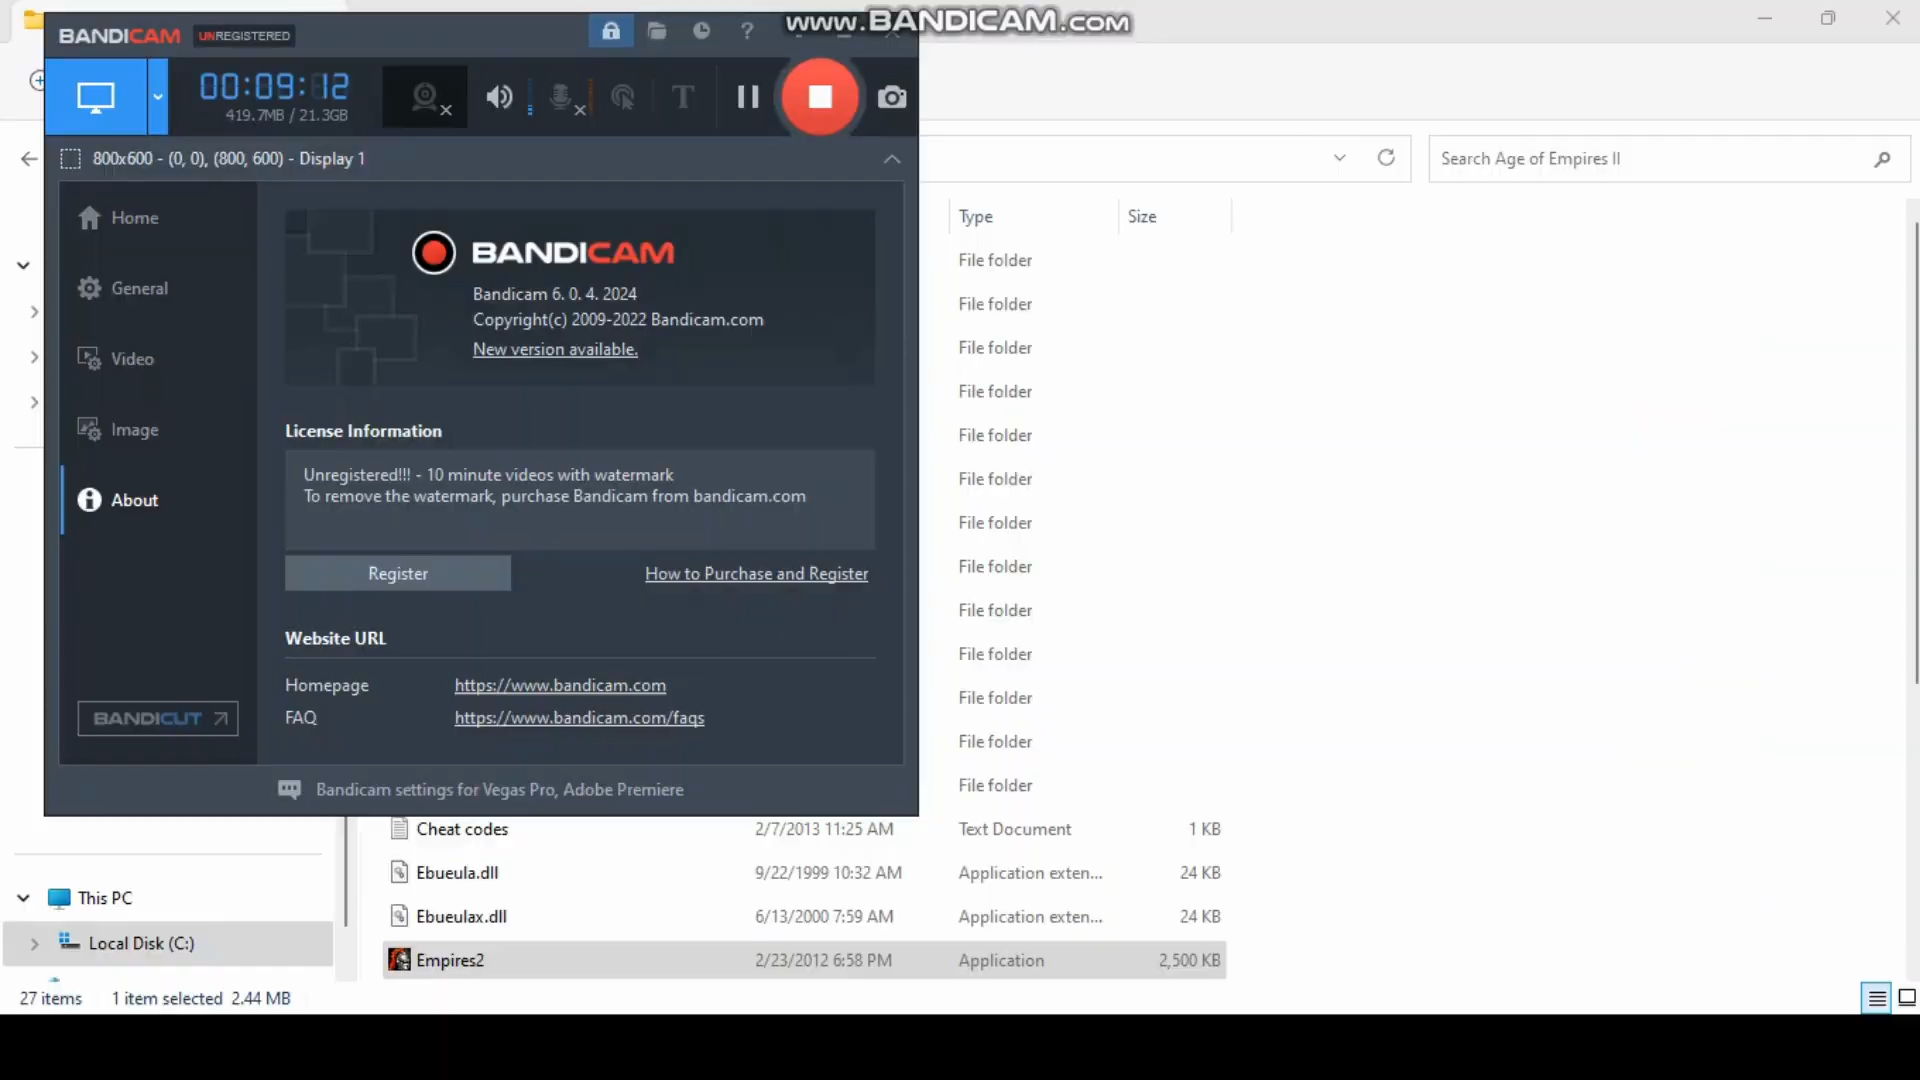 www.BANDICAM.com
BANDICAM UNREGISTERED
00:09:12
419.7MB / 21.3GB
T
?
800x600 - (0, 0), (800, 600) - Display 1
Search Age of Empires II
Home
General
Video
Image
About
BANDICUT
BANDICAM
Bandicam 6. 0. 4. 2024
Copyright(c) 2009-2022 Bandicam.com
New version available.
License Information
Unregistered!!! - 10 minute videos with watermark
To remove the watermark, purchase Bandicam from bandicam.com
Register
How to Purchase and Register
Website URL
Homepage https://www.bandicam.com
FAQ https://www.bandicam.com/faqs
Bandicam settings for Vegas Pro, Adobe Premiere
Type Size
File folder
File folder
File folder
File folder
File folder
File folder
File folder
File folder
File folder
File folder
File folder
File folder
File folder
Cheat codes 2/7/2013 11:25 AM Text Document 1 KB
Ebueula.dll 9/22/1999 10:32 AM Application exten... 24 KB
Ebueulax.dll 6/13/2000 7:59 AM Application exten... 24 KB
Empires2 2/23/2012 6:58 PM Application 2,500 KB
This PC
Local Disk (C:)
27 items 1 item selected 2.44 MB